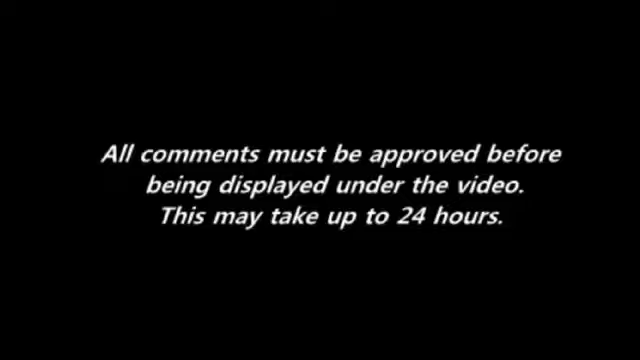 All comments must be approved before
being displayed under the video.
This may take up to 24 hours.